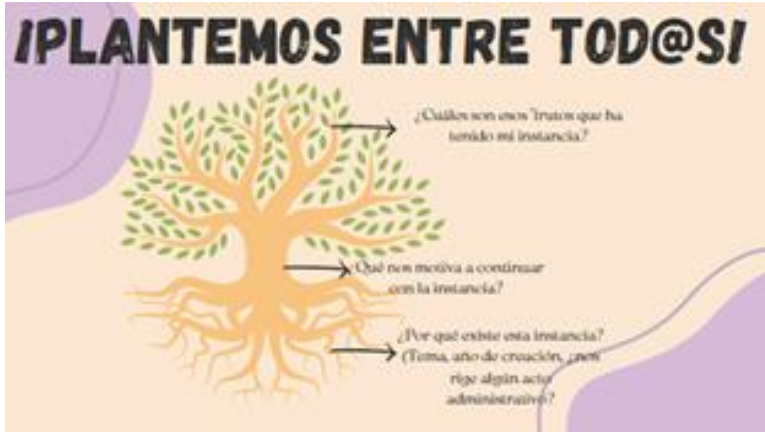 ¡PLANTEMOS ENTRE TOD@S!
¿Cuáles son esos "frutos que ha
tenido mi instancia?
¿Qué nos motiva a continuar
con la instancia?
¿Por qué existe esta instancia?
(Tema, año de creación, ¿nos
rige algún acto
administrativo?